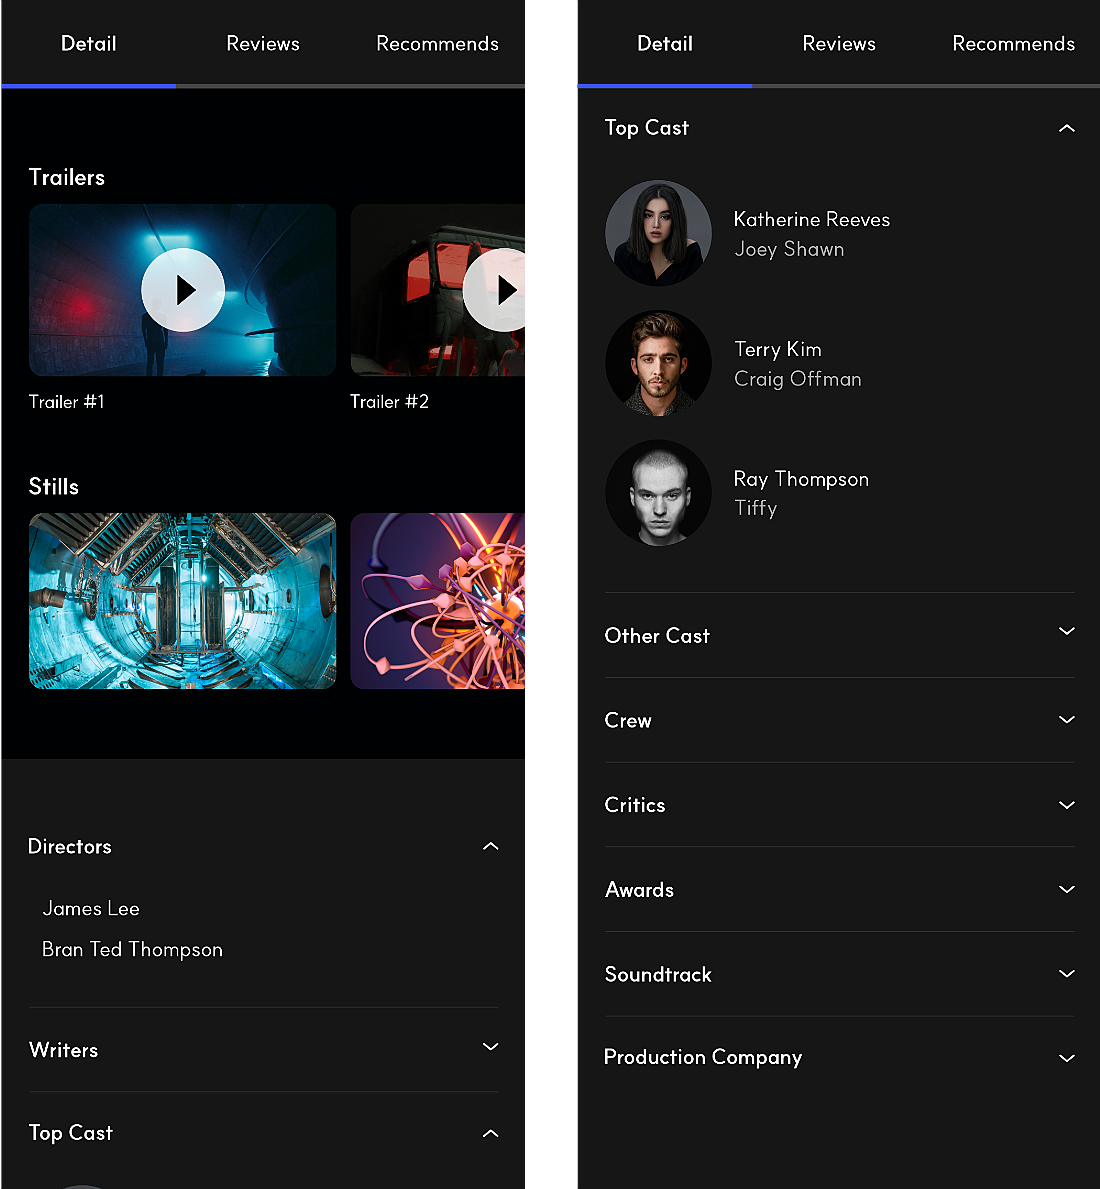 Detail
Reviews
Recommends
Trailers
Trailer #1
Trailer #2
Stills
Directors
James Lee
Bran Ted Thompson
Writers
Top Cast
Detail
Reviews
Recommends
Top Cast
Katherine Reeves
Joey Shawn
Terry Kim
Craig Offman
Ray Thompson
Tiffy
Other Cast
Crew
Critics
Awards
Soundtrack
Production Company